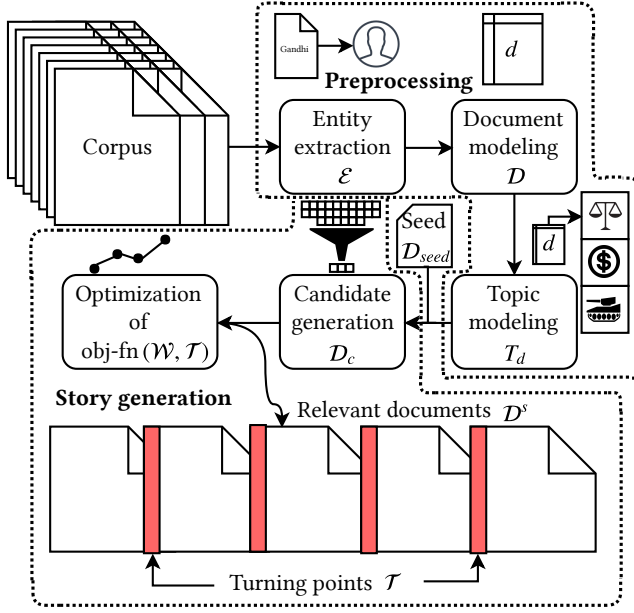 Gandhi
d
Preprocessing
Corpus
Entity
extraction
ℰ
Document
modeling
𝒟
Seed
𝒟seed
d
$
Optimization
of
obj-fn (𝒲, 𝒯)
Candidate
generation
𝒟c
Topic
modeling
Td
Story generation
Relevant documents 𝒟s
Turning points 𝒯